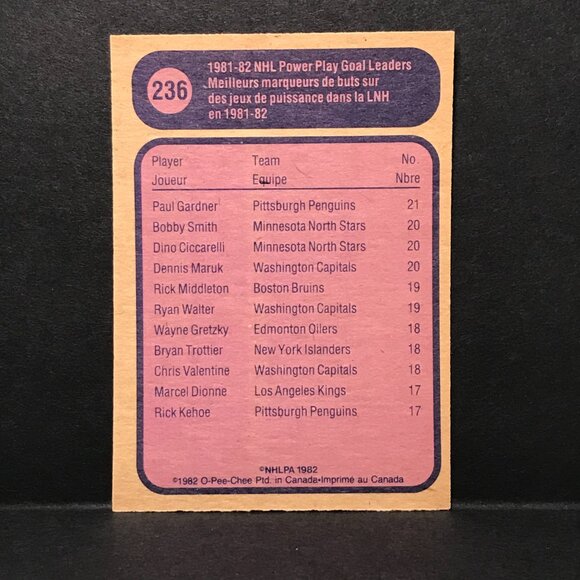 236
1981-82 NHL Power Play Goal Leaders
Meilleurs marqueurs de buts sur
des jeux de puissance dans la LNH
en 1981-82
Player Team No.
Joueur Equipe Nbre
Paul Gardner Pittsburgh Penguins 21
Bobby Smith Minnesota North Stars 20
Dino Ciccarelli Minnesota North Stars 20
Dennis Maruk Washington Capitals 20
Rick Middleton Boston Bruins 19
Ryan Walter Washington Capitals 19
Wayne Gretzky Edmonton Oilers 18
Bryan Trottier New York Islanders 18
Chris Valentine Washington Capitals 18
Marcel Dionne Los Angeles Kings 17
Rick Kehoe Pittsburgh Penguins 17
©NHLPA 1982
©1982 O-Pee-Chee Ptd. in Canada•Imprimé au Canada